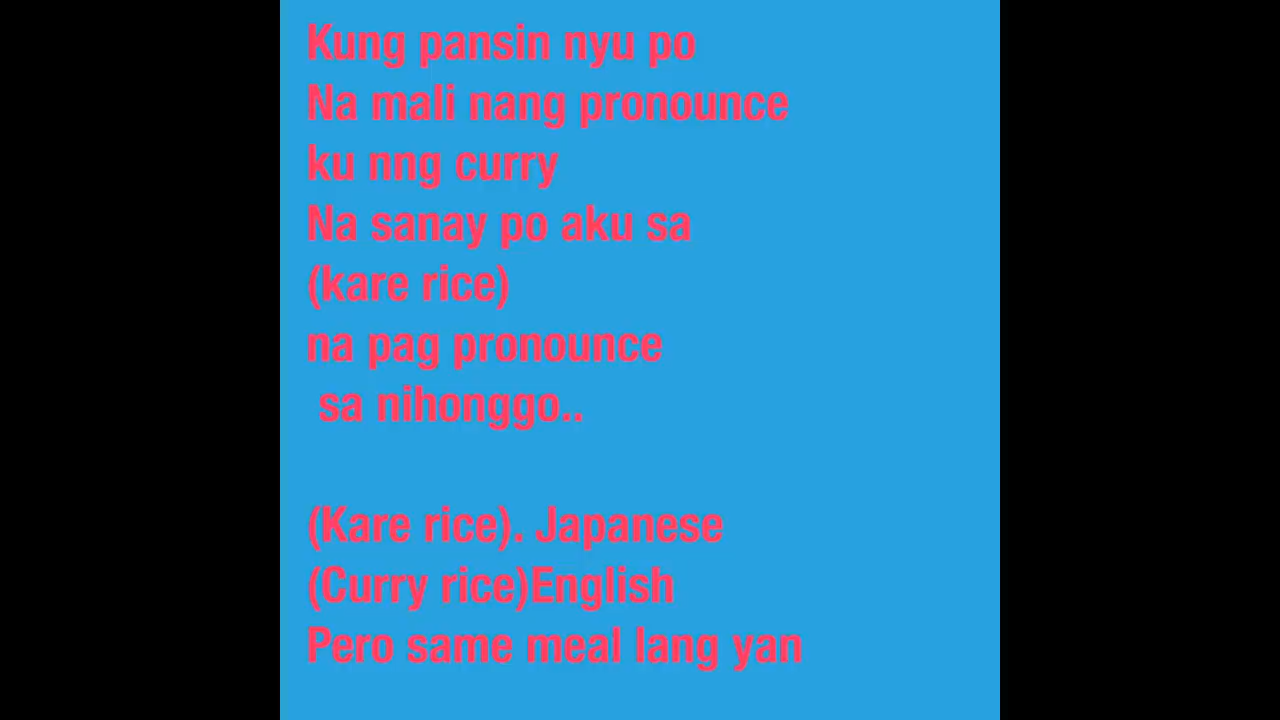 Kung pansin nyu po
Na mali nang pronounce
ku nng curry
Na sanay po aku sa
(kare rice)
na pag pronounce
sa nihonggo..
(Kare rice). Japanese
(Curry rice)English
Pero same meal lang yan